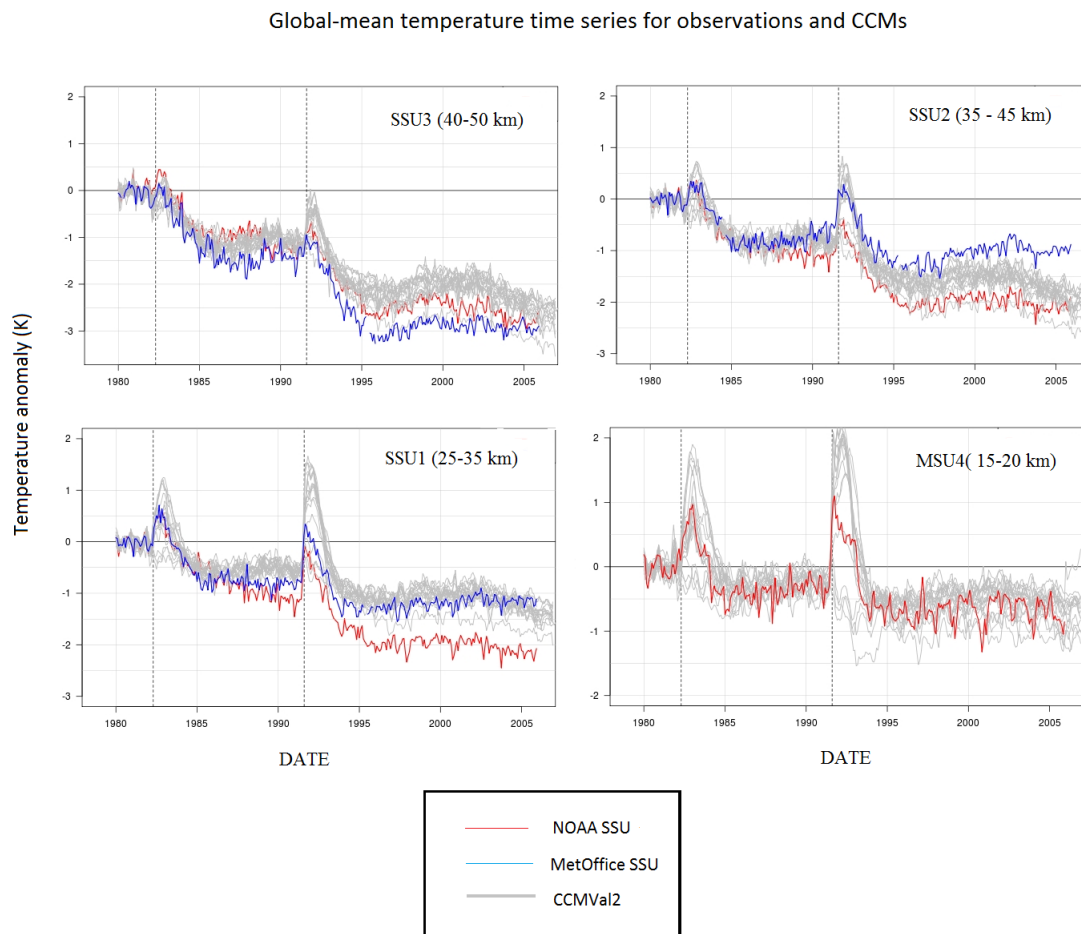 Global-mean temperature time series for observations and CCMs
Temperature anomaly (K)
SSU3 (40-50 km)
2
1
0
-1
-2
-3
1980 1985 1990 1995 2000 2005
SSU2 (35 - 45 km)
2
1
0
-1
-2
-3
1980 1985 1990 1995 2000 2005
SSU1 (25-35 km)
2
1
0
-1
-2
-3
1980 1985 1990 1995 2000 2005
DATE
MSU4( 15-20 km)
2
1
0
-1
-2
1980 1985 1990 1995 2000 2005
DATE
NOAA SSU
MetOffice SSU
CCMVal2